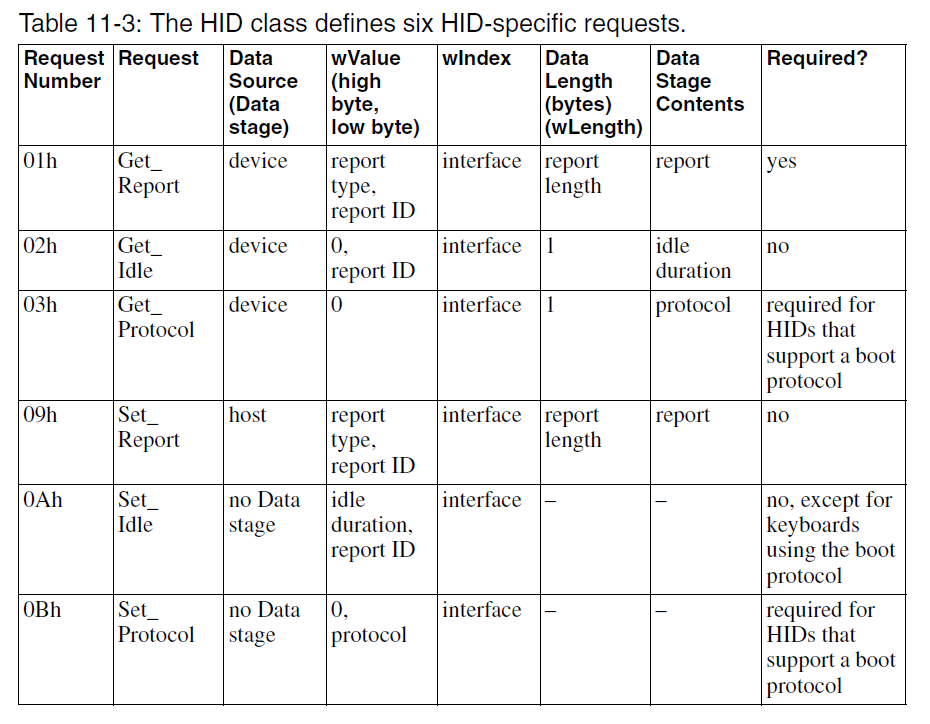 Table 11-3: The HID class defines six HID-specific requests.
Request Number | Request | Data Source (Data stage) | wValue (high byte, low byte) | wIndex | Data Length (bytes) (wLength) | Data Stage Contents | Required?
01h | Get_ Report | device | report type, report ID | interface | report length | report | yes
02h | Get_ Idle | device | 0, report ID | interface | 1 | idle duration | no
03h | Get_ Protocol | device | 0 | interface | 1 | protocol | required for HIDs that support a boot protocol
09h | Set_ Report | host | report type, report ID | interface | report length | report | no
0Ah | Set_ Idle | no Data stage | idle duration, report ID | interface | – | – | no, except for keyboards using the boot protocol
0Bh | Set_ Protocol | no Data stage | 0, protocol | interface | – | – | required for HIDs that support a boot protocol